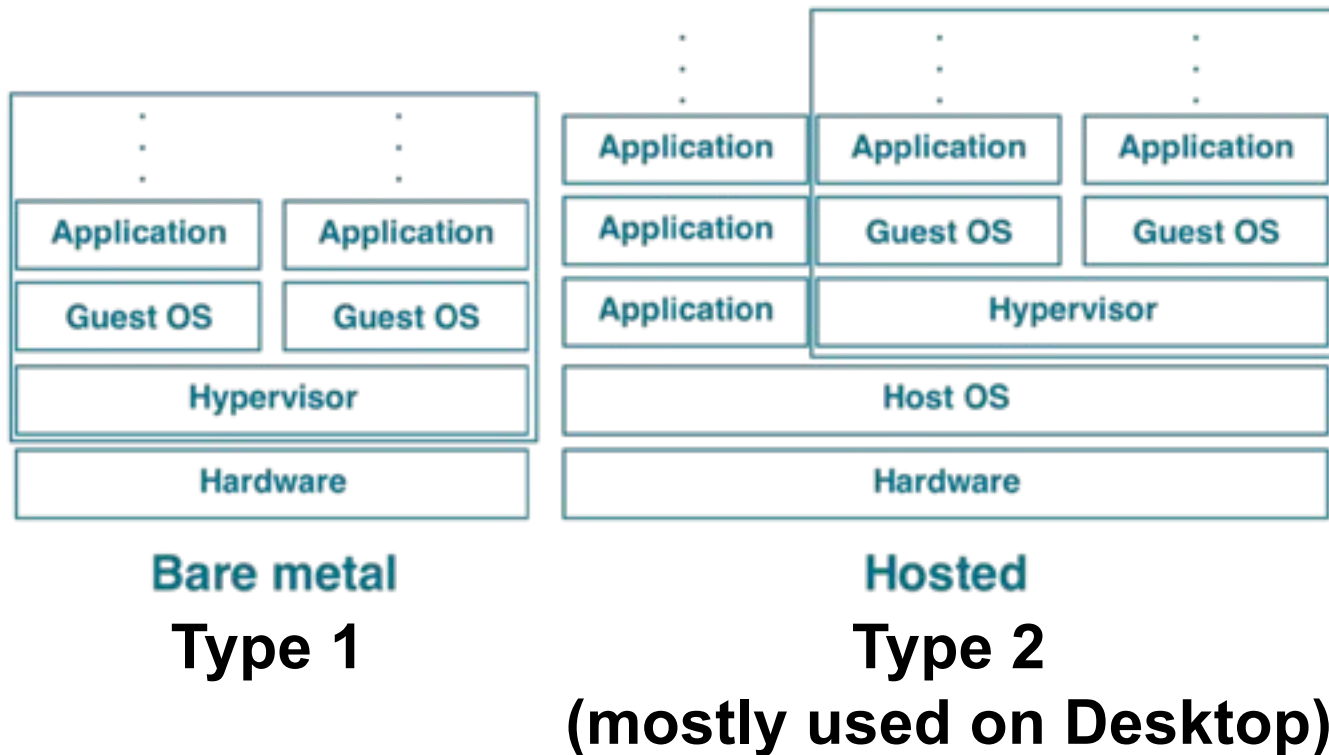 Application Application
Guest OS Guest OS
Hypervisor
Hardware
Bare metal
Type 1
Application Application Application
Application Guest OS Guest OS
Application Hypervisor
Host OS
Hardware
Hosted
Type 2
(mostly used on Desktop)